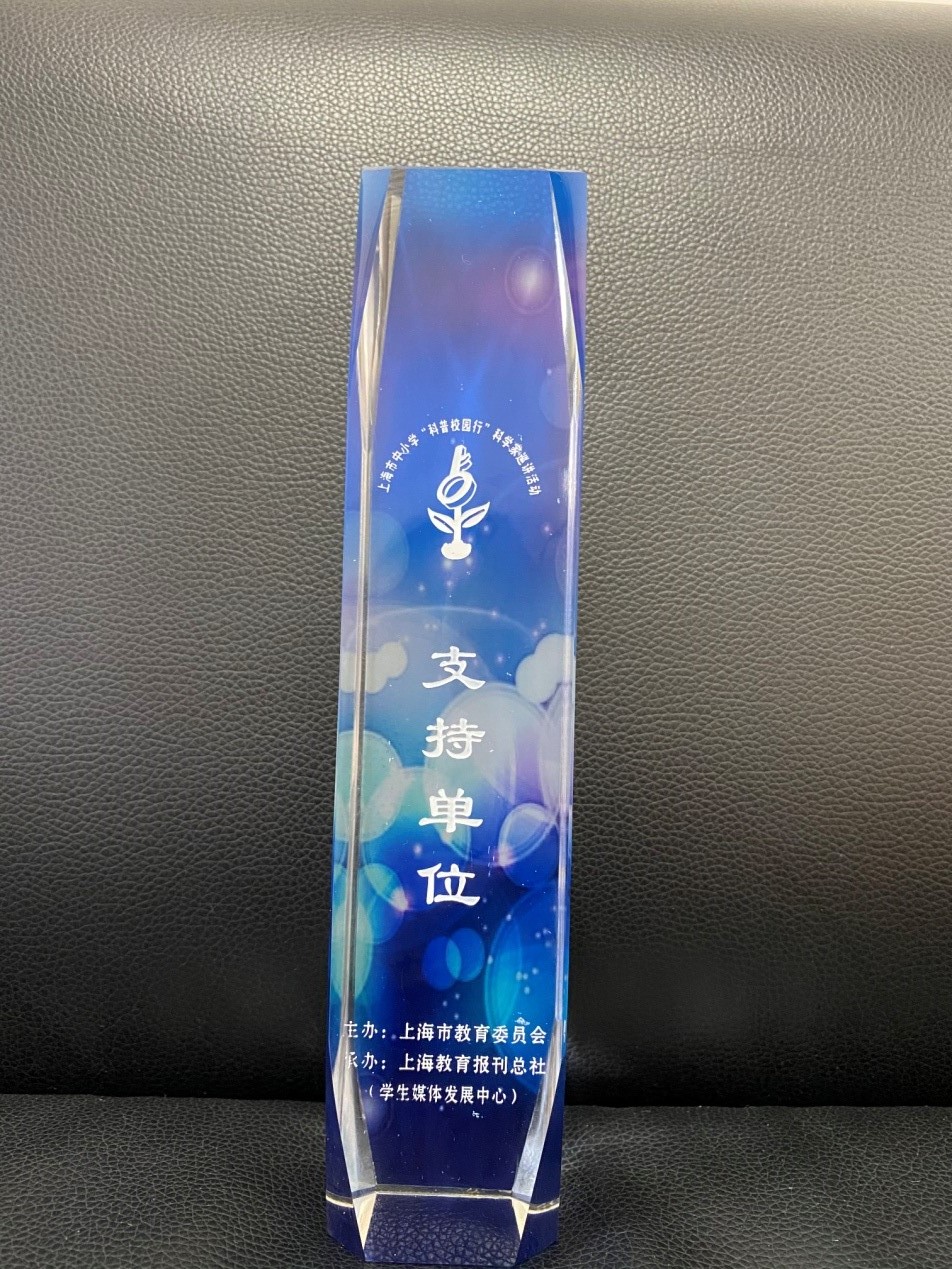 上海市中小学“科普校园行”科学家巡讲活动
支持单位
主办：上海市教育委员会
承办：上海教育报刊总社
（学生媒体发展中心）